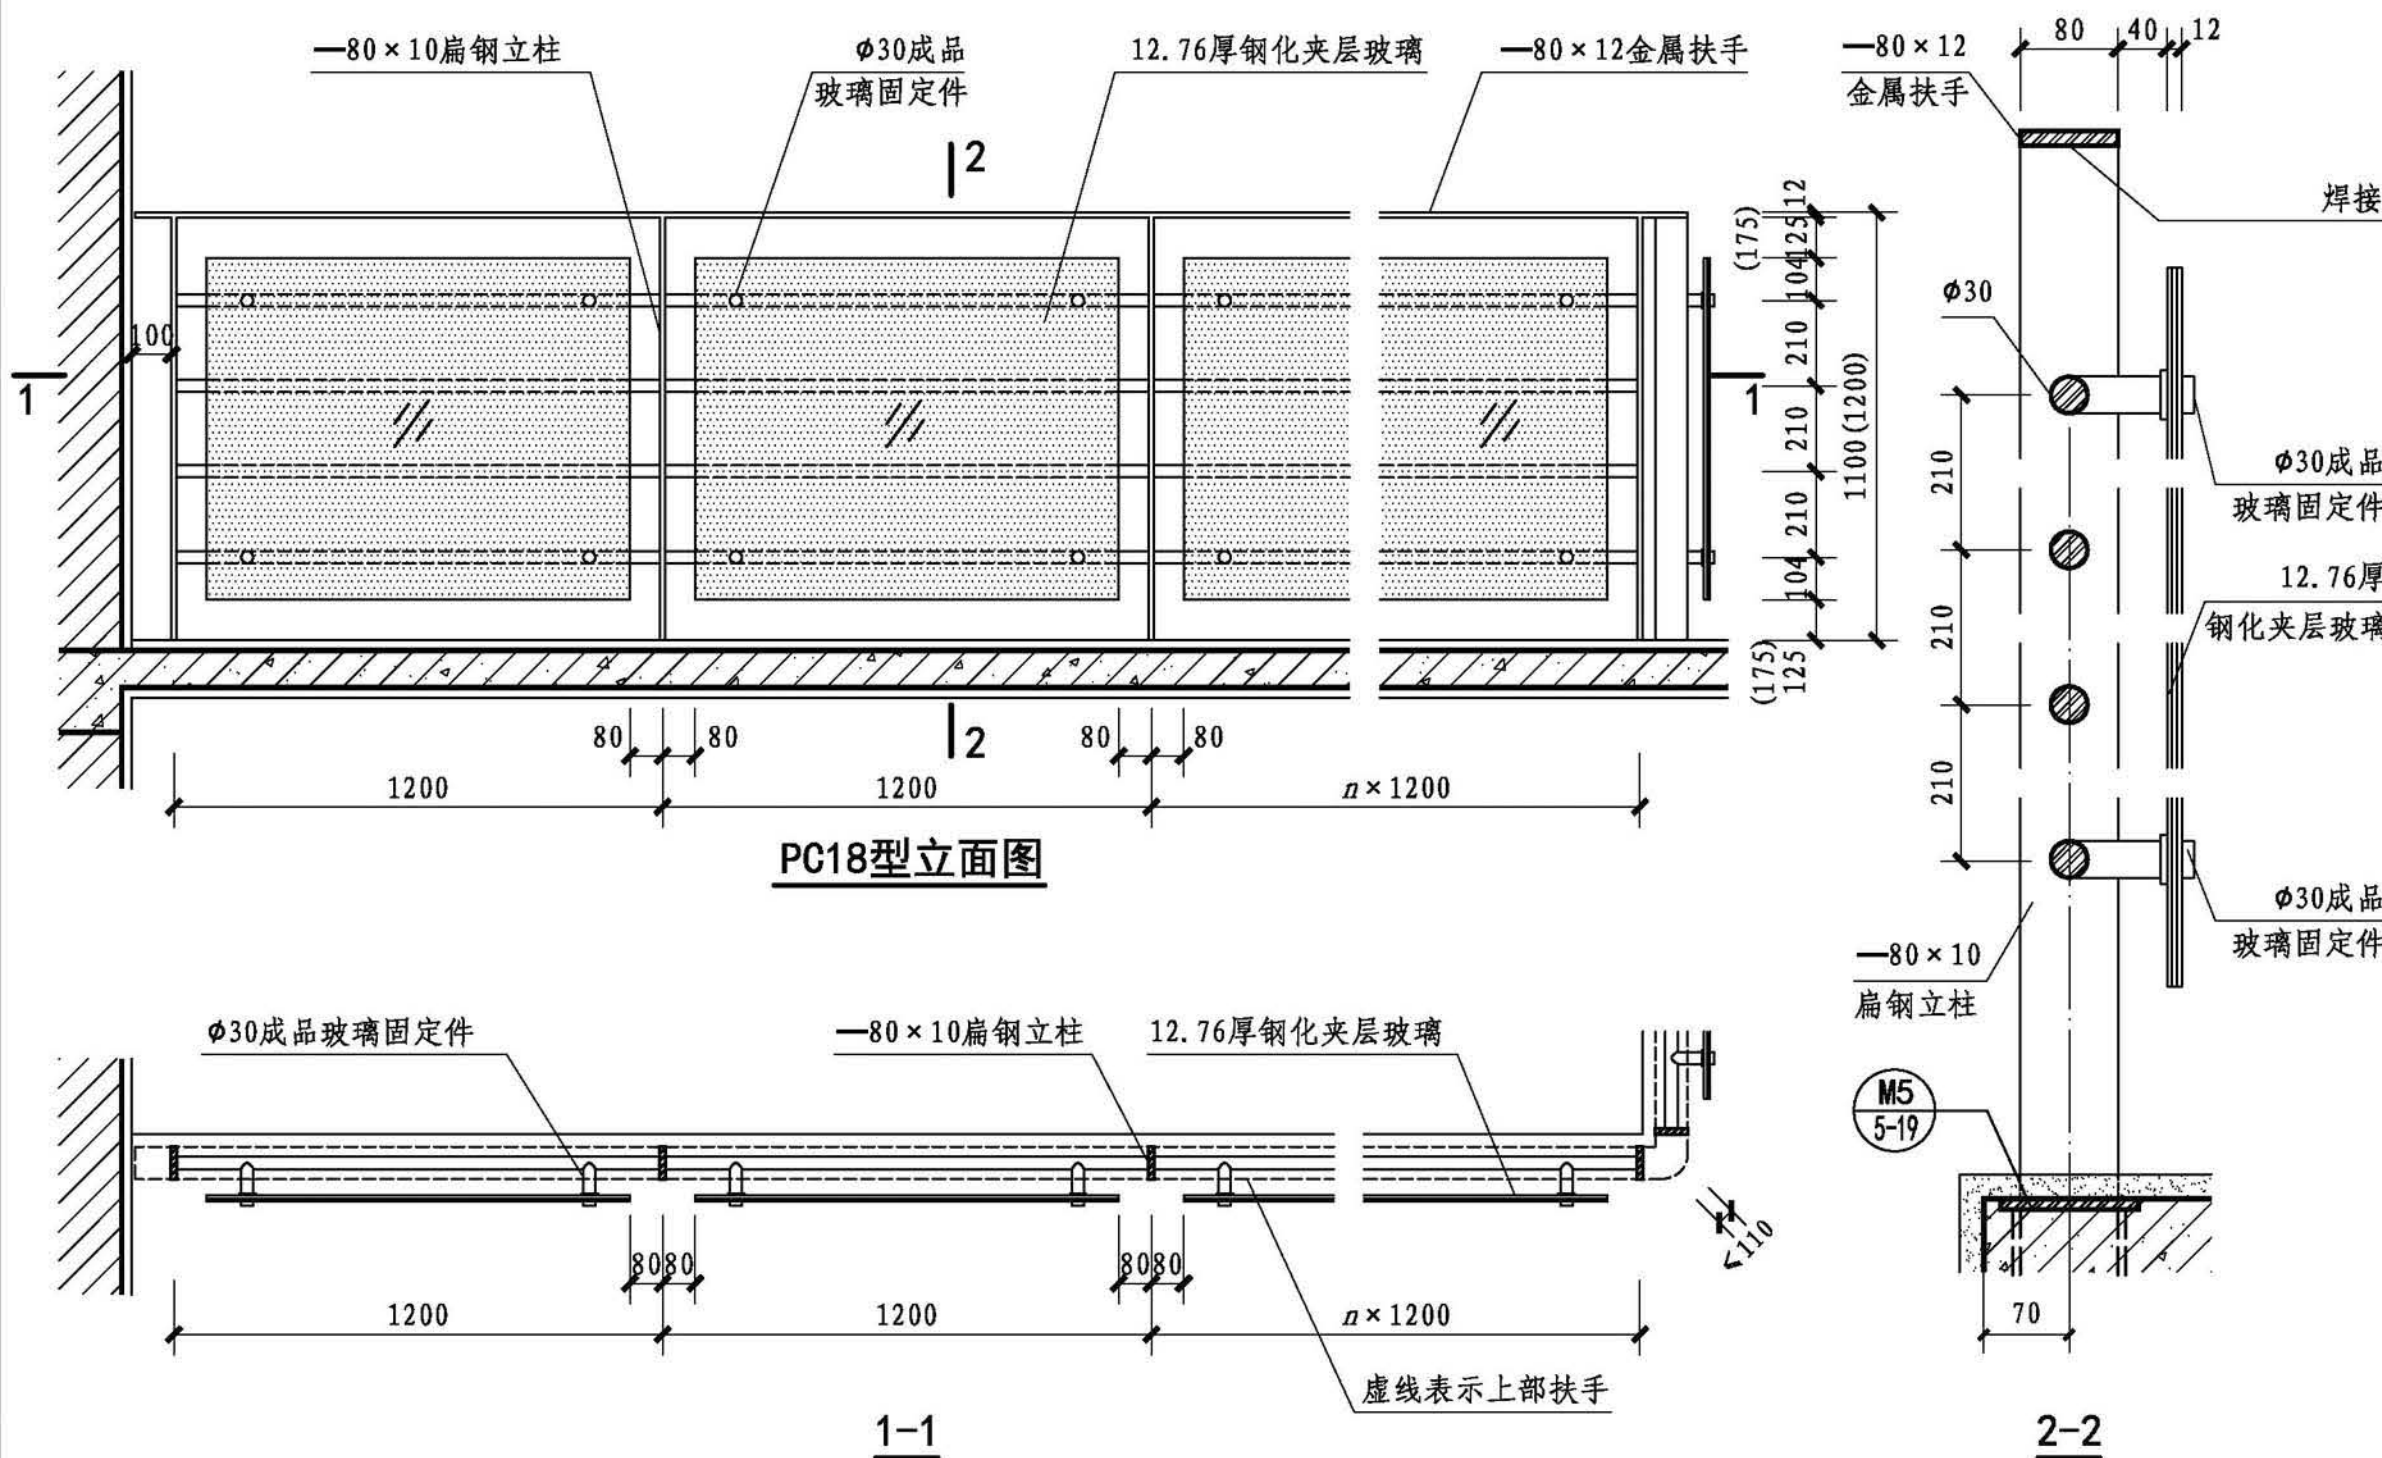 —80×10扁钢立柱
ϕ30成品
玻璃固定件
12.76厚钢化夹层玻璃
—80×12金属扶手
—80×12
金属扶手
80
40
12
2
焊接
12
125
(175)
104
210
210
210
104
125
(175)
1100(1200)
100
1
1
ϕ30
210
210
210
ϕ30成品
玻璃固定件
12.76厚
钢化夹层玻璃
80
80
80
80
2
1200
1200
n×1200
PC18型立面图
ϕ30成品
玻璃固定件
—80×10
扁钢立柱
ϕ30成品玻璃固定件
—80×10扁钢立柱
12.76厚钢化夹层玻璃
M5
5-19
80
80
80
80
<110
1200
1200
n×1200
70
虚线表示上部扶手
1-1
2-2